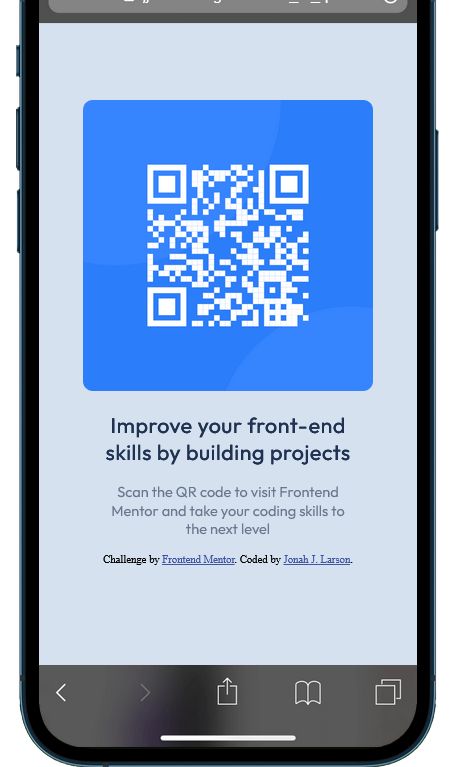 Improve your front-end
skills by building projects
Scan the QR code to visit Frontend
Mentor and take your coding skills to
the next level
Challenge by Frontend Mentor. Coded by Jonah J. Larson.